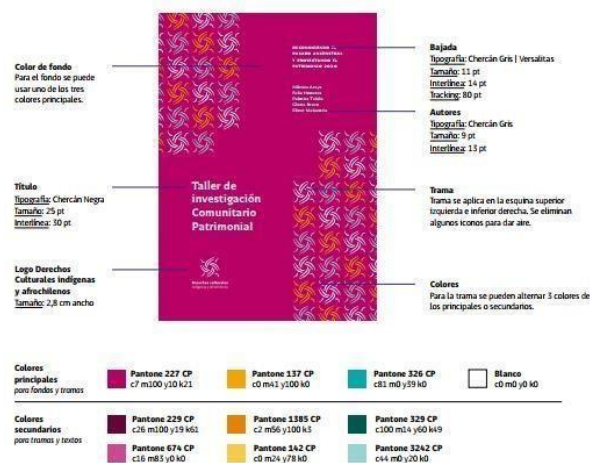 Color de fondo
Para el fondo se puede
usar uno de los tres
colores principales.
Título
Tipografía: Chercán Negra
Tamaño: 25 pt
Interlínea: 30 pt
Logo Derechos
Culturales indígenas
y afrochilenos
Tamaño: 2,8 cm ancho
Taller de
investigación
Comunitario
Patrimonial
Bajada
Tipografía: Chercán Gris | Versalitas
Tamaño: 11 pt
Interlínea: 14 pt
Tracking: 80 pt
Autores
Tipografía: Chercán Gris
Tamaño: 9 pt
Interlínea: 13 pt
Trama
Trama se aplica en la esquina superior
izquierda e inferior derecha. Se eliminan
algunos iconos para dar aire.
Colores
Para la trama se pueden alternar 3 colores de
los principales o secundarios.
Colores
principales
para fondos y tramas
Pantone 227 CP
c7 m100 y10 k21
Pantone 137 CP
c0 m41 y100 k0
Pantone 326 CP
c81 m0 y39 k0
Blanco
c0 m0 y0 k0
Colores
secundarios
para tramas y textos
Pantone 229 CP
c26 m100 y19 k61
Pantone 1385 CP
c2 m56 y100 k3
Pantone 329 CP
c100 m14 y60 k49
Pantone 674 CP
c16 m83 y0 k0
Pantone 142 CP
c0 m24 y78 k0
Pantone 3242 CP
c44 m0 y20 k0